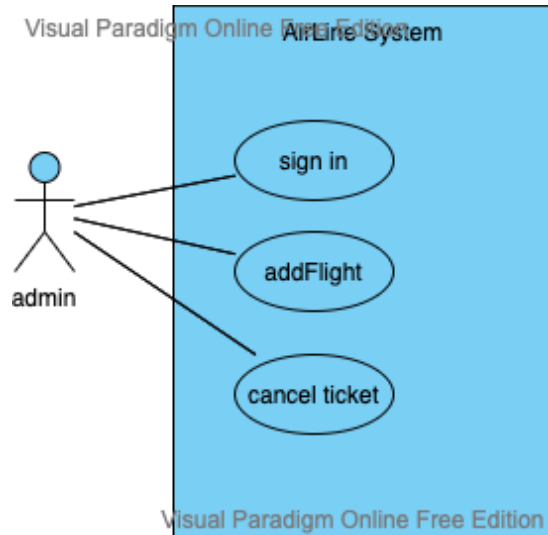 Visual Paradigm Online Free Edition
AirLine System
sign in
addFlight
admin
cancel ticket
Visual Paradigm Online Free Edition